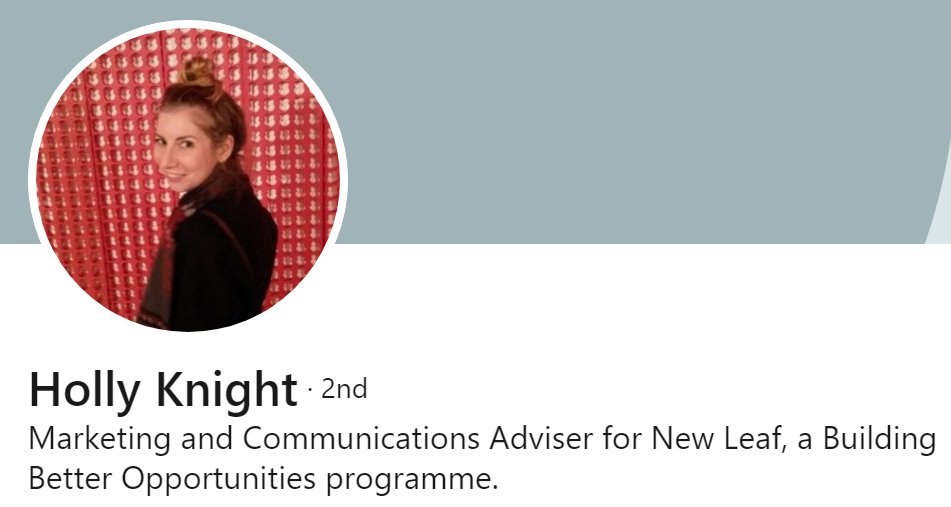 Holly Knight · 2nd
Marketing and Communications Adviser for New Leaf, a Building
Better Opportunities programme.